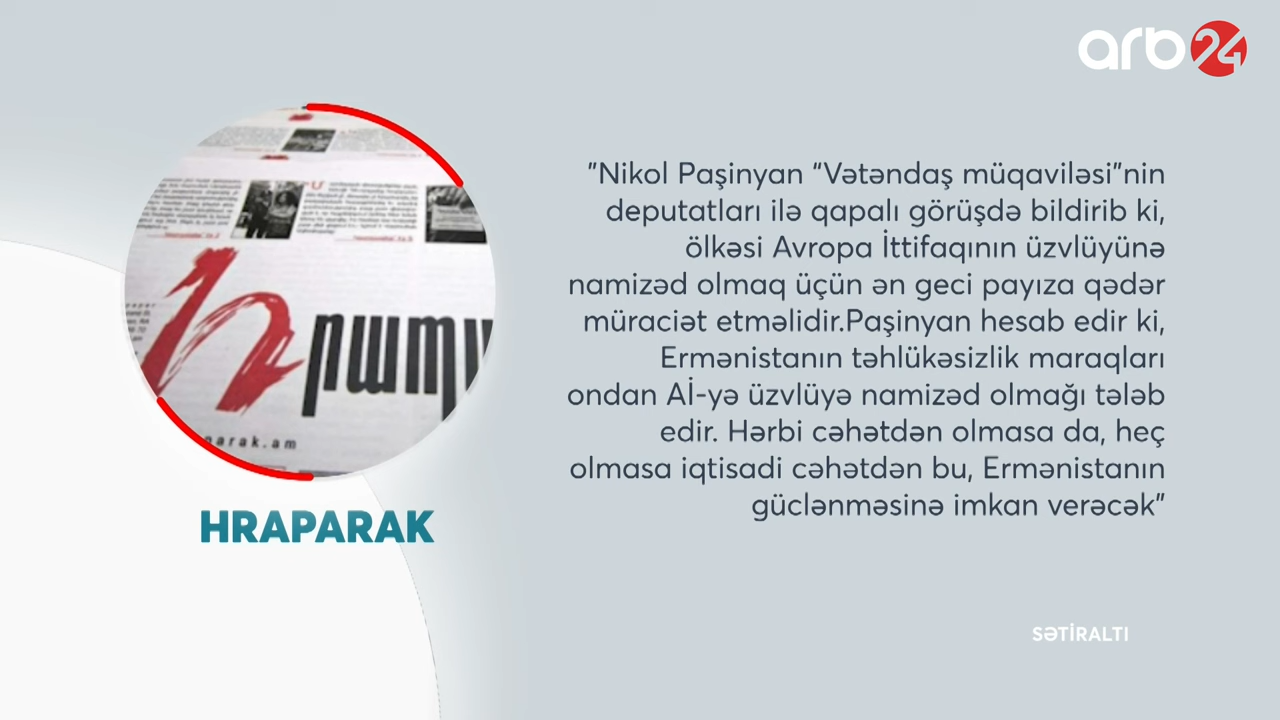 arb24
"Nikol Paşinyan "Vətəndaş müqaviləsi"nin
deputatları ilə qapalı görüşdə bildirib ki,
ölkəsi Avropa İttifaqının üzvlüyünə
namizəd olmaq üçün ən geci payıza qədər
müraciət etməlidir.Paşinyan hesab edir ki,
Ermənistanın təhlükəsizlik maraqları
ondan Aİ-yə üzvlüyə namizəd olmağı tələb
edir. Hərbi cəhətdən olmasa da, heç
olmasa iqtisadi cəhətdən bu, Ermənistanın
güclənməsinə imkan verəcək"
HRAPARAK
SƏTİRALTI